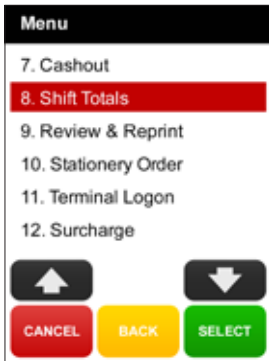 Menu
7. Cashout
8. Shift Totals
9. Review & Reprint
10. Stationery Order
11. Terminal Logon
12. Surcharge
CANCEL BACK SELECT